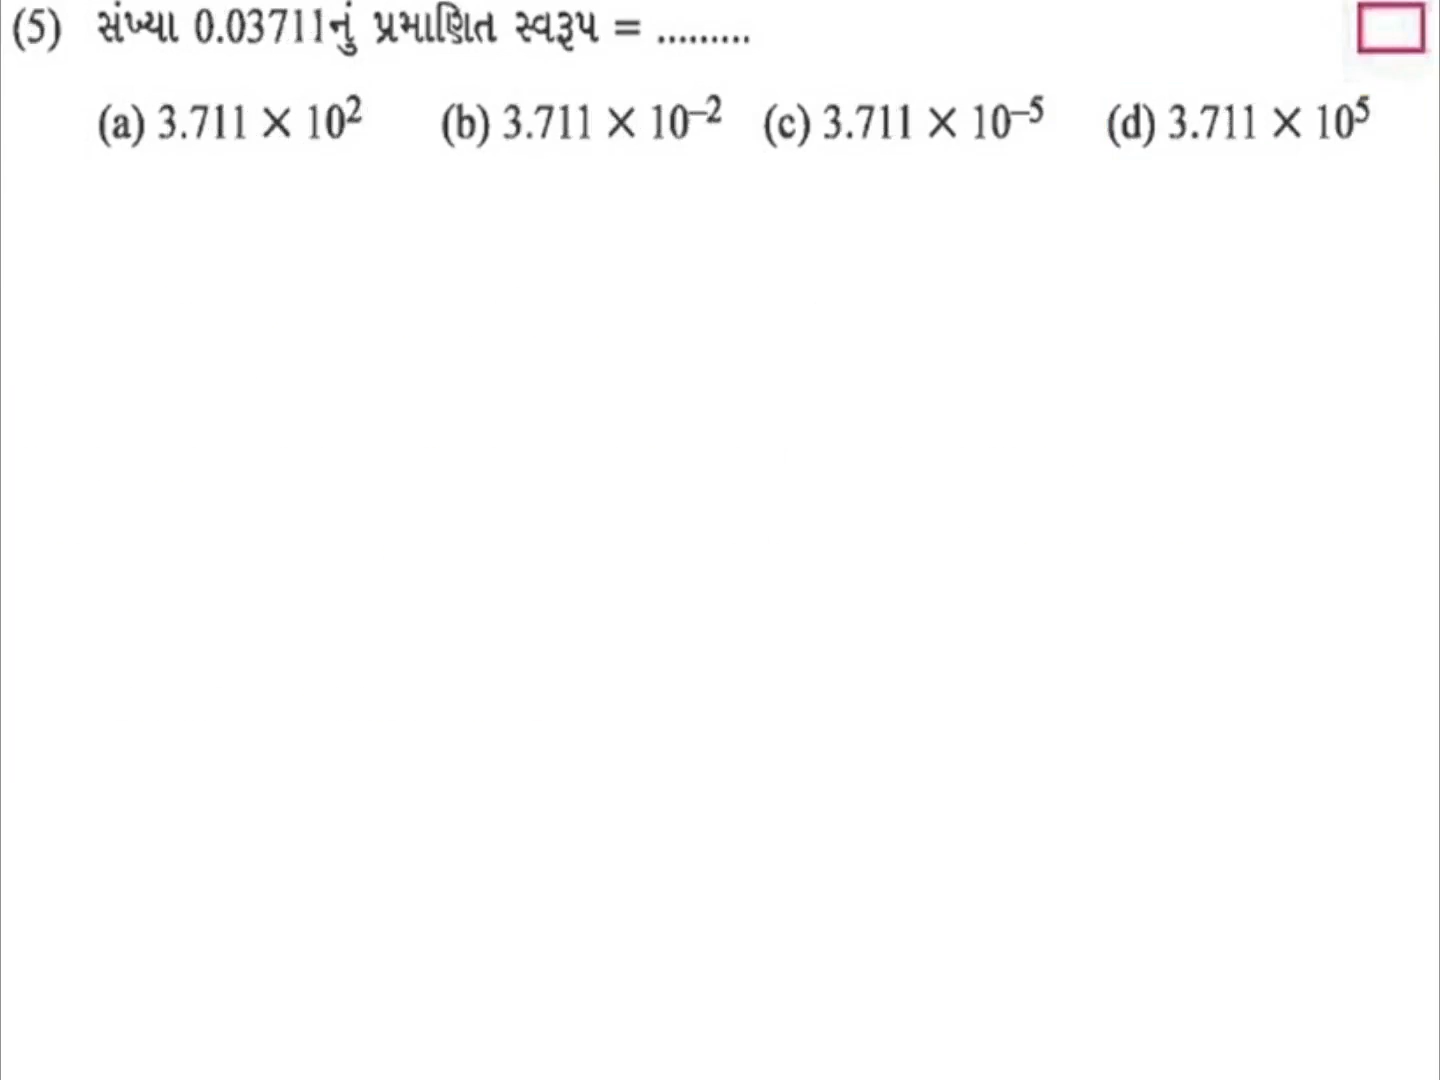 (5) સંખ્યા 0.03711નું પ્રમાણિત સ્વરૂપ = .........
(a) 3.711 × 10² (b) 3.711 × 10⁻² (c) 3.711 × 10⁻⁵ (d) 3.711 × 10⁵